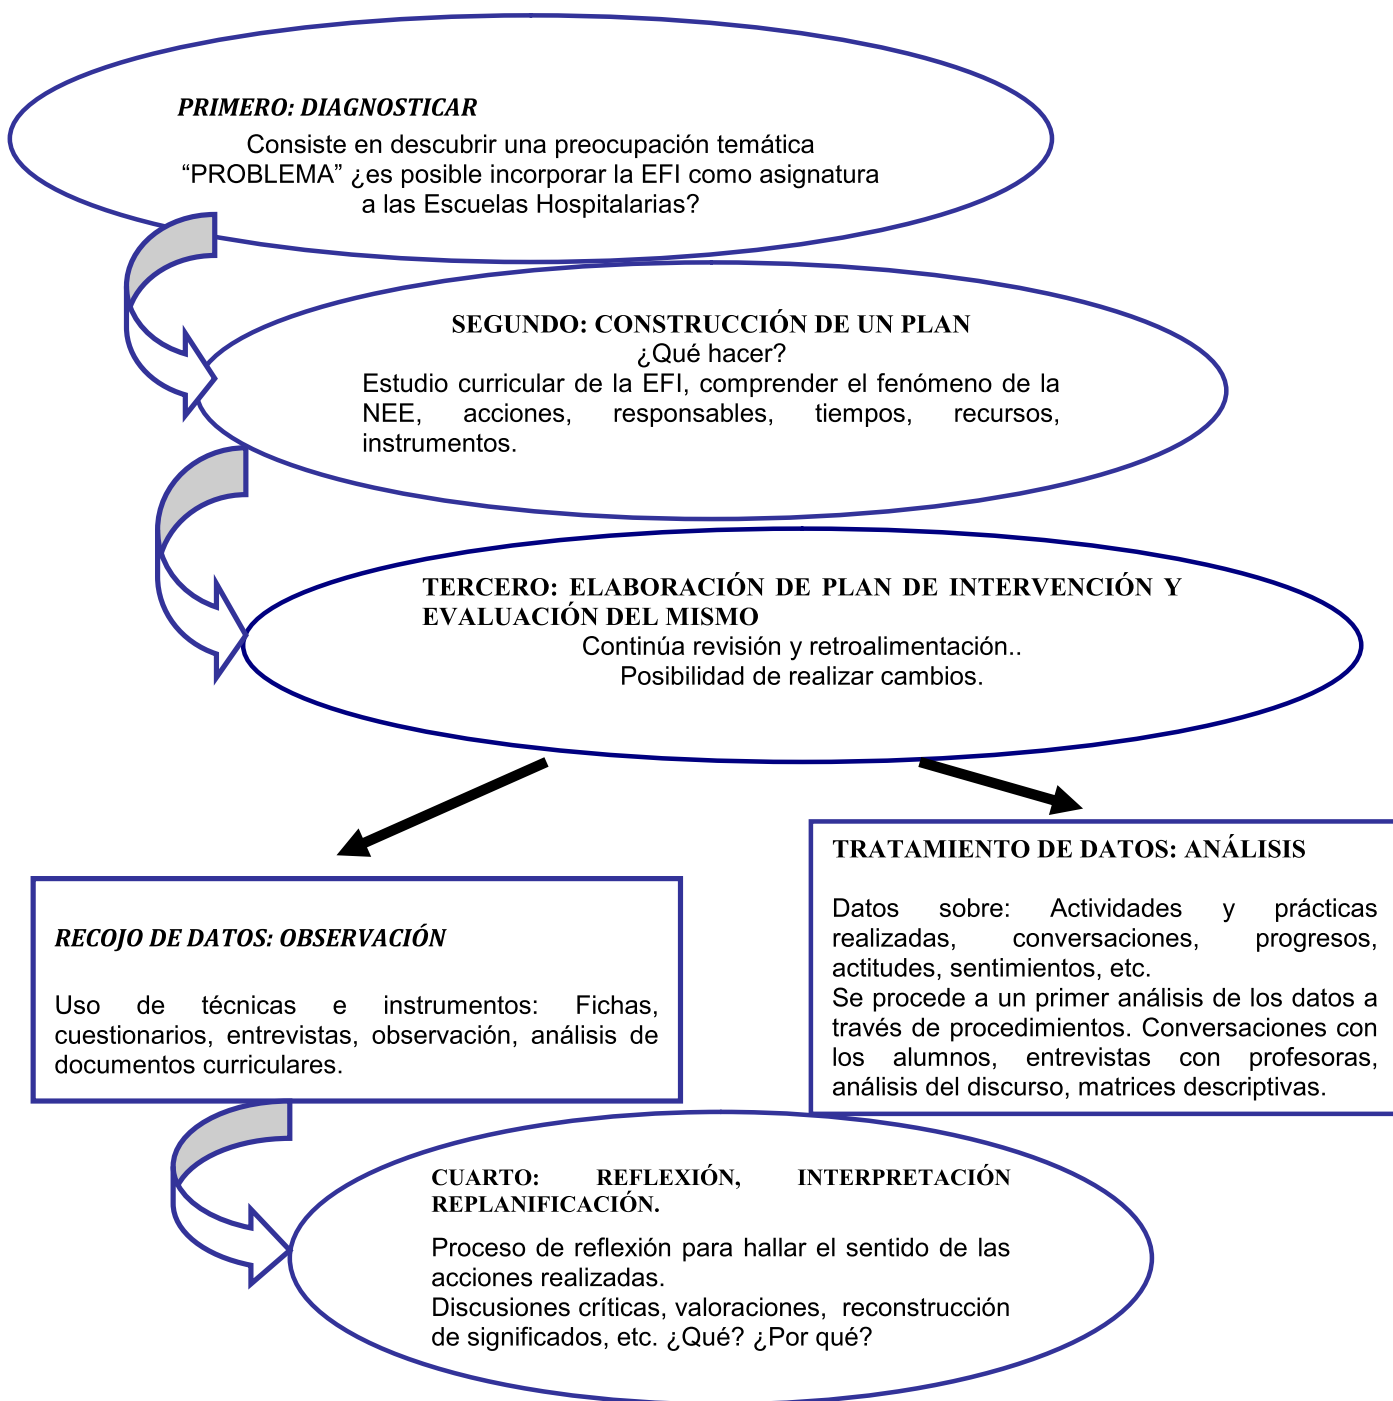 PRIMERO: DIAGNOSTICAR
Consiste en descubrir una preocupación temática
“PROBLEMA” ¿es posible incorporar la EFI como asignatura
a las Escuelas Hospitalarias?
SEGUNDO: CONSTRUCCIÓN DE UN PLAN
¿Qué hacer?
Estudio curricular de la EFI, comprender el fenómeno de la
NEE, acciones, responsables, tiempos, recursos,
instrumentos.
TERCERO: ELABORACIÓN DE PLAN DE INTERVENCIÓN Y
EVALUACIÓN DEL MISMO
Continúa revisión y retroalimentación..
Posibilidad de realizar cambios.
RECOJO DE DATOS: OBSERVACIÓN
Uso de técnicas e instrumentos: Fichas,
cuestionarios, entrevistas, observación, análisis de
documentos curriculares.
TRATAMIENTO DE DATOS: ANÁLISIS
Datos sobre: Actividades y prácticas
realizadas, conversaciones, progresos,
actitudes, sentimientos, etc.
Se procede a un primer análisis de los datos a
través de procedimientos. Conversaciones con
los alumnos, entrevistas con profesoras,
análisis del discurso, matrices descriptivas.
CUARTO: REFLEXIÓN, INTERPRETACIÓN
REPLANIFICACIÓN.
Proceso de reflexión para hallar el sentido de las
acciones realizadas.
Discusiones críticas, valoraciones, reconstrucción
de significados, etc. ¿Qué? ¿Por qué?